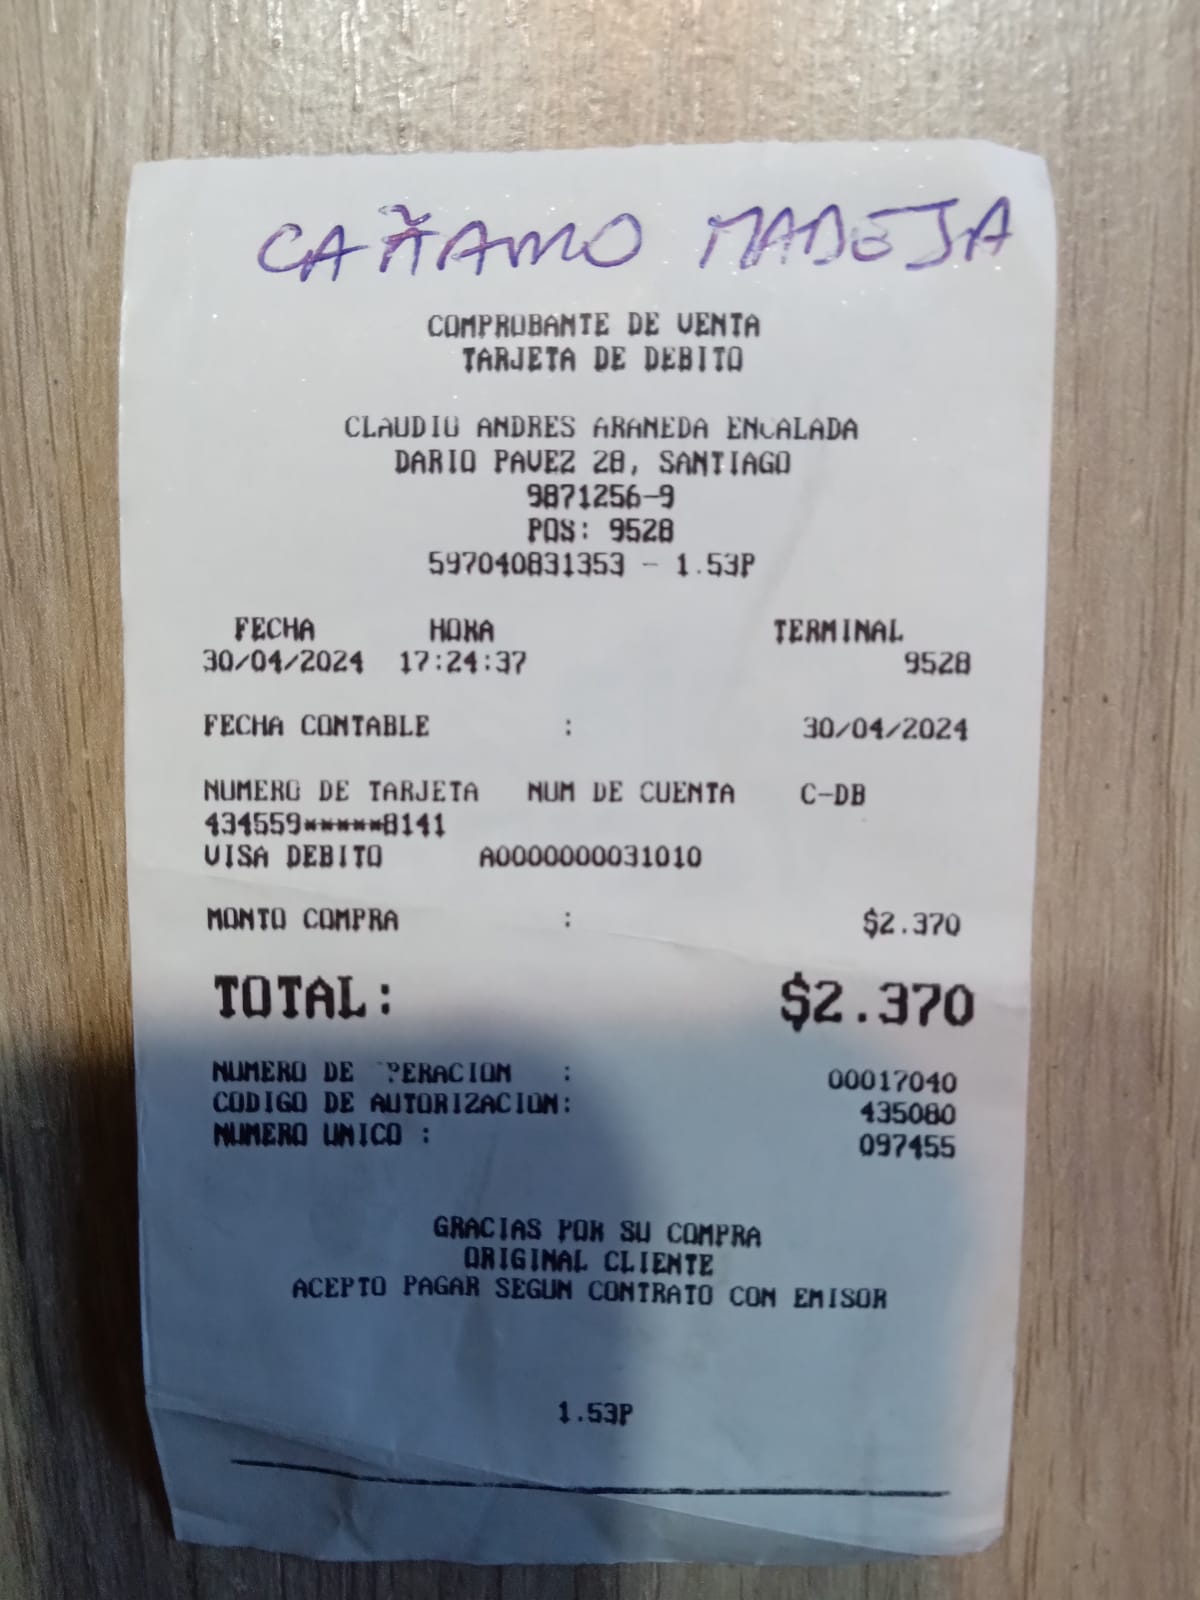 CAÑAMO MADEJA
COMPROBANTE DE VENTA
TARJETA DE DEBITO
CLAUDIO ANDRES ARANEDA ENCALADA
DARIO PAVEZ 28, SANTIAGO
9871256-9
POS: 9528
597040831353 - 1.53P
FECHA HORA TERMINAL
30/04/2024 17:24:37 9528
FECHA CONTABLE : 30/04/2024
NUMERO DE TARJETA NUM DE CUENTA C-DB
434559******8141
VISA DEBITO A0000000031010
MONTO COMPRA : $2.370
TOTAL: $2.370
NUMERO DE OPERACION : 00017040
CODIGO DE AUTORIZACION: 435080
NUMERO UNICO : 097455
GRACIAS POR SU COMPRA
ORIGINAL CLIENTE
ACEPTO PAGAR SEGUN CONTRATO CON EMISOR
1.53P